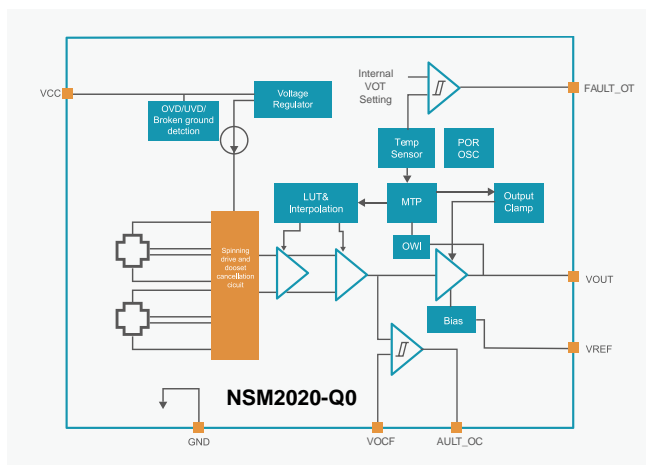 VCC
OVD/UVD/
Broken ground
detction
Voltage
Regulator
Internal
VOT
Setting
FAULT_OT
Temp
Sensor
POR
OSC
LUT&
Interpolation
MTP
Output
Clamp
OWI
Spinning
drive and
docset
cancellation
cicuit
VOUT
Bias
VREF
NSM2020-Q0
GND
VOCF
AULT_OC